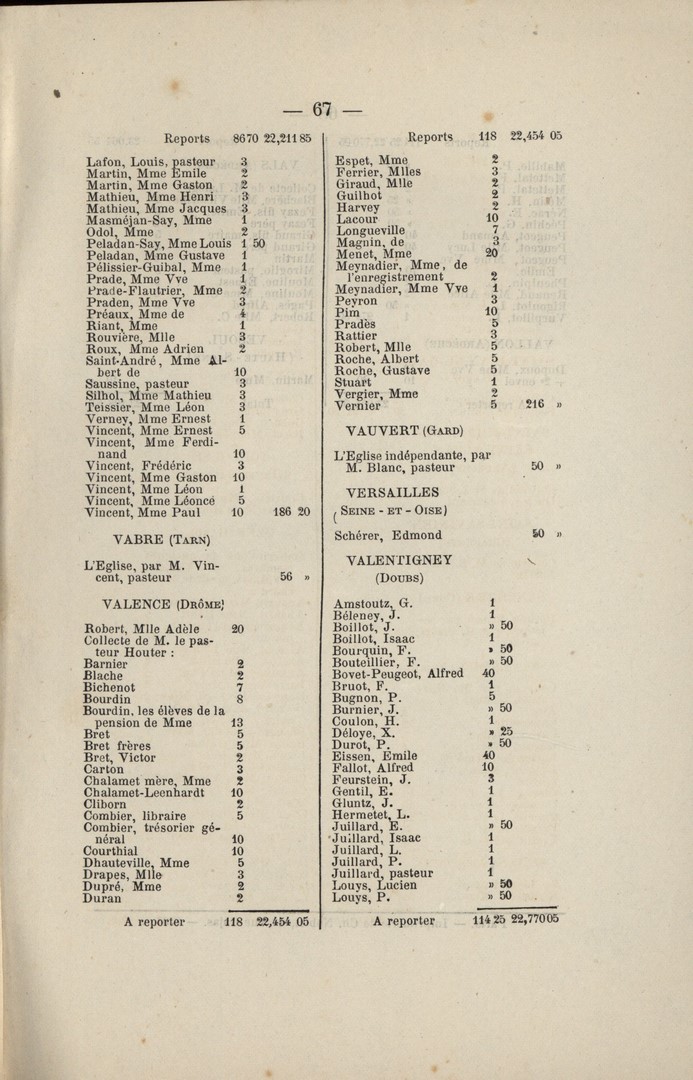 — 67 —
Reports 86 70 22,211 85
Lafon, Louis, pasteur 3
Martin, Mme Emile 2
Martin, Mme Gaston 2
Mathieu, Mme Henri 3
Mathieu, Mme Jacques 3
Masméjan-Say, Mme 1
Odol, Mme 2
Peladan-Say, Mme Louis 1 50
Peladan, Mme Gustave 1
Pélissier-Guibal, Mme 1
Prade, Mme Vve 1
Prade-Flautrier, Mme 2
Praden, Mme Vve 3
Préaux, Mme de 4
Riant, Mme 1
Rouvière, Mlle 3
Roux, Mme Adrien 2
Saint-André, Mme Al-
bert de 10
Saussine, pasteur 3
Silhol, Mme Mathieu 3
Teissier, Mme Léon 3
Verney, Mme Ernest 1
Vincent, Mme Ernest 5
Vincent, Mme Ferdi-
nand 10
Vincent, Frédéric 3
Vincent, Mme Gaston 10
Vincent, Mme Léon 1
Vincent, Mme Léonce 5
Vincent, Mme Paul 10 186 20
VABRE (TARN)
L'Eglise, par M. Vin-
cent, pasteur 56 »
VALENCE (DRÔME)
Robert, Mlle Adèle 20
Collecte de M. le pas-
teur Houter :
Barnier 2
Blache 2
Bichenot 7
Bourdin 8
Bourdin, les élèves de la
pension de Mme 13
Bret 5
Bret frères 5
Bret, Victor 2
Carton 3
Chalamet mère, Mme 2
Chalamet-Leenhardt 10
Cliborn 2
Combier, libraire 5
Combier, trésorier gé-
néral 10
Courthial 10
Dhauteville, Mme 5
Drapes, Mlle 3
Dupré, Mme 2
Duran 2
A reporter 118 22,454 05
Reports 118 22,454 05
Espet, Mme 2
Ferrier, Mlles 3
Giraud, Mlle 2
Guilhot 2
Harvey 2
Lacour 10
Longueville 7
Magnin, de 3
Menet, Mme 20
Meynadier, Mme, de
l'enregistrement 2
Meynadier, Mme Vve 1
Peyron 3
Pim 10
Pradès 5
Rattier 3
Robert, Mlle 5
Roche, Albert 5
Roche, Gustave 5
Stuart 1
Vergier, Mme 2
Vernier 5 216 »
VAUVERT (GARD)
L'Eglise indépendante, par
M. Blanc, pasteur 50 »
VERSAILLES
(SEINE-ET-OISE)
Schérer, Edmond 50 »
VALENTIGNEY
(DOUBS)
Amstoutz, G. 1
Béleney, J. 1
Boillot, J. » 50
Boillot, Isaac 1
Bourquin, F. » 50
Bouteillier, F. » 50
Bovet-Peugeot, Alfred 40
Bruot, F. 1
Bugnon, P. 5
Burnier, J. » 50
Coulon, H. 1
Déloye, X. » 25
Durot, P. » 50
Eissen, Emile 40
Fallot, Alfred 10
Feurstein, J. 3
Gentil, E. 1
Gluntz, J. 1
Hermetet, L. 1
Juillard, E. » 50
Juillard, Isaac 1
Juillard, L. 1
Juillard, P. 1
Juillard, pasteur 1
Louys, Lucien » 50
Louys, P. » 50
A reporter 114 25 22,770 05